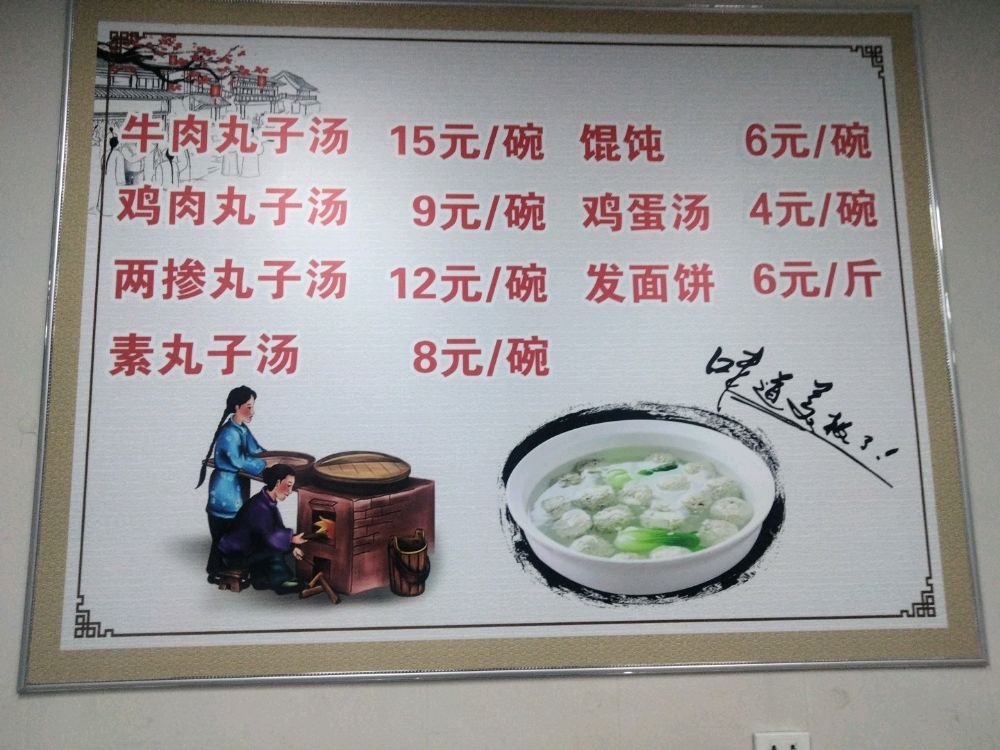 牛肉丸子汤 15元/碗 馄饨 6元/碗
鸡肉丸子汤 9元/碗 鸡蛋汤 4元/碗
两掺丸子汤 12元/碗 发面饼 6元/斤
素丸子汤 8元/碗
味道美极了!